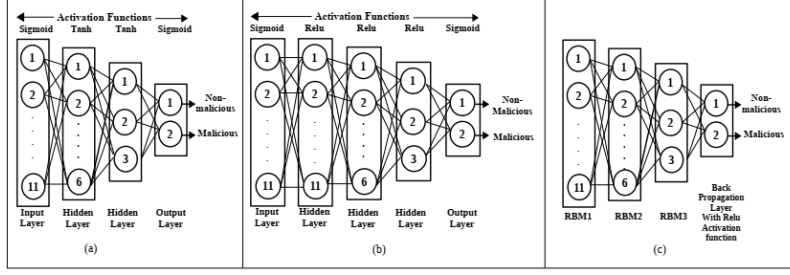 Activation Functions
Sigmoid Tanh Tanh Sigmoid
1
2
.
.
.
.
11
1
2
.
.
.
.
6
1
2
3
1
2
Non-
malicious
Malicious
Input
Layer
Hidden
Layer
Hidden
Layer
Output
Layer
(a)
Activation Functions
Sigmoid Relu Relu Relu Sigmoid
1
2
.
.
.
.
11
1
2
.
.
.
.
11
1
2
.
.
.
.
6
1
2
3
1
2
Non-
Malicious
Malicious
Input
Layer
Hidden
Layer
Hidden
Layer
Hidden
Layer
Output
Layer
(b)
1
2
.
.
.
.
11
1
2
.
.
.
.
6
1
2
3
1
2
Non-
malicious
Malicious
RBM1
RBM2
RBM3
Back
Propagation
Layer
With Relu
Activation
function
(c)